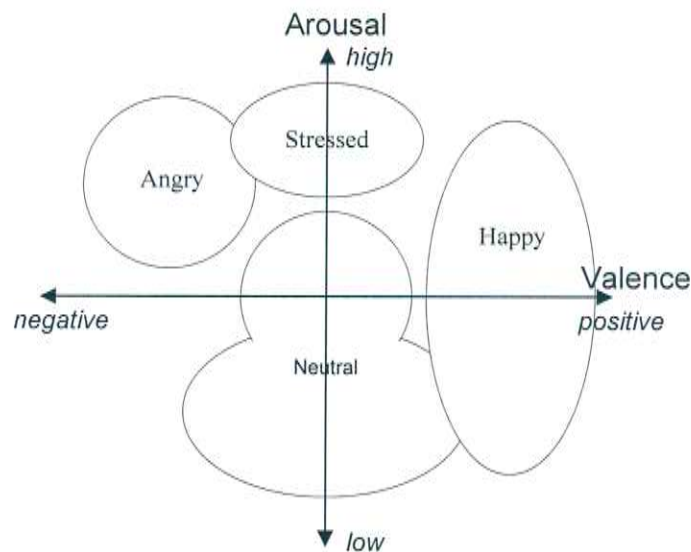 Arousal
high
Stressed
Angry
Happy
Valence
negative
positive
Neutral
low